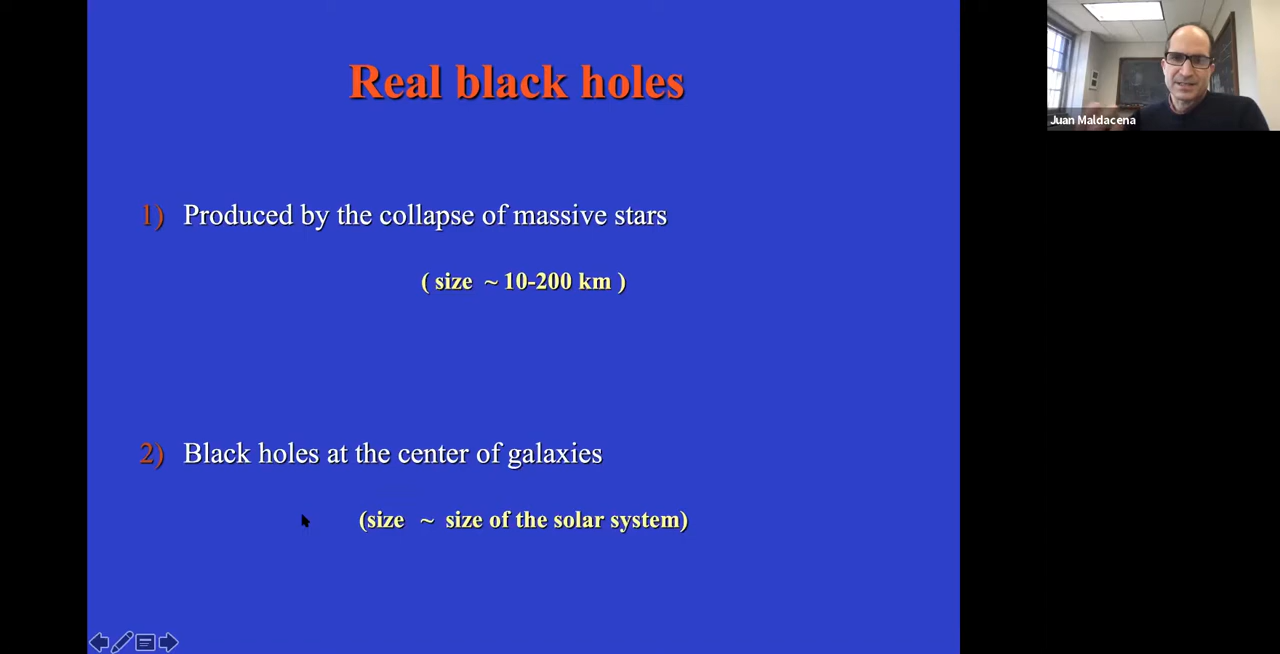 Real black holes
Juan Maldacena
1) Produced by the collapse of massive stars
( size ~ 10-200 km )
2) Black holes at the center of galaxies
(size ~ size of the solar system)